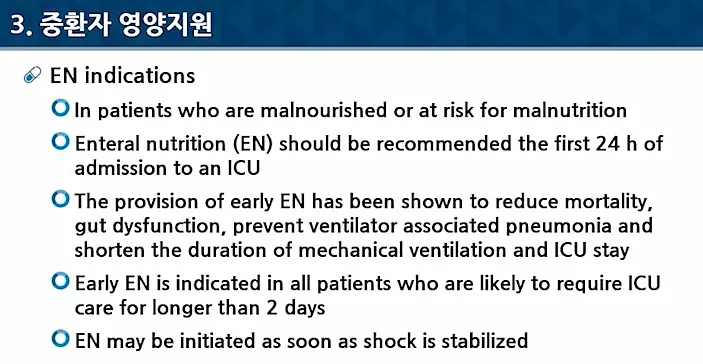 3. 중환자 영양지원
EN indications
In patients who are malnourished or at risk for malnutrition
Enteral nutrition (EN) should be recommended the first 24 h of
admission to an ICU
The provision of early EN has been shown to reduce mortality,
gut dysfunction, prevent ventilator associated pneumonia and
shorten the duration of mechanical ventilation and ICU stay
Early EN is indicated in all patients who are likely to require ICU
care for longer than 2 days
EN may be initiated as soon as shock is stabilized